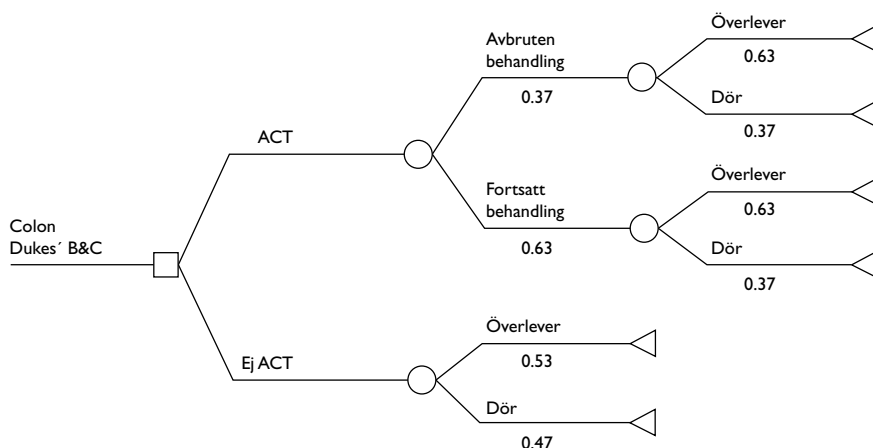 Colon
Dukes´ B&C
ACT
Avbruten
behandling
0.37
Överlever
0.63
Dör
0.37
Fortsatt
behandling
0.63
Överlever
0.63
Dör
0.37
Ej ACT
Överlever
0.53
Dör
0.47